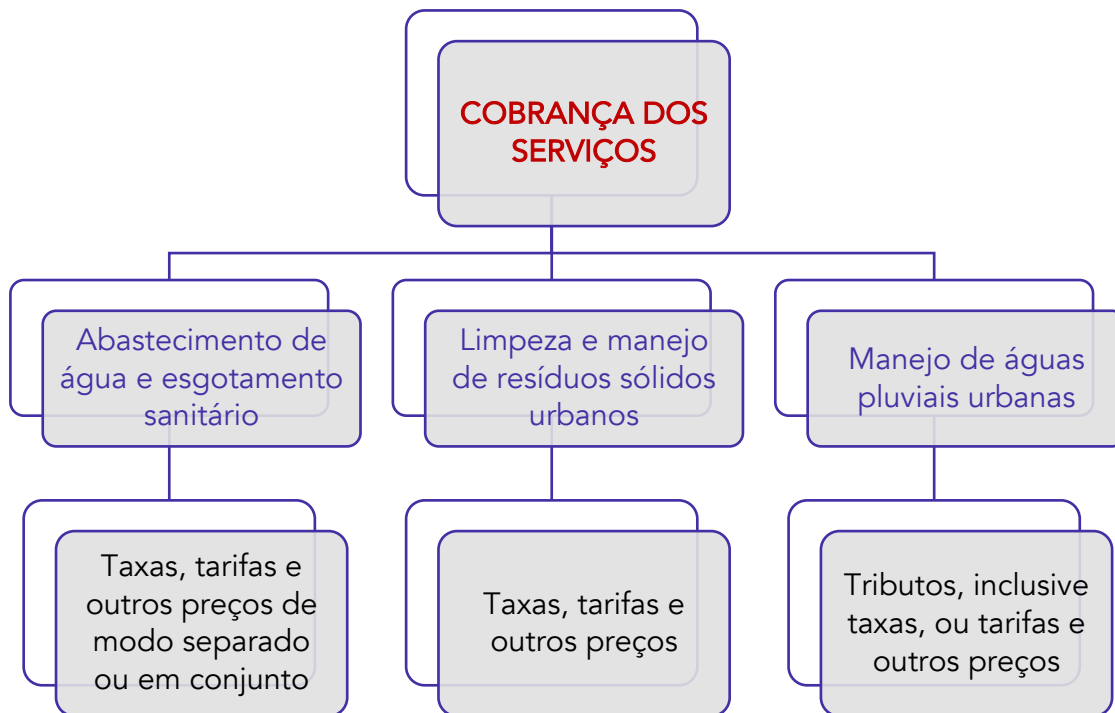 COBRANÇA DOS
SERVIÇOS
Abastecimento de
água e esgotamento
sanitário
Limpeza e manejo
de resíduos sólidos
urbanos
Manejo de águas
pluviais urbanas
Taxas, tarifas e
outros preços de
modo separado
ou em conjunto
Taxas, tarifas e
outros preços
Tributos, inclusive
taxas, ou tarifas e
outros preços